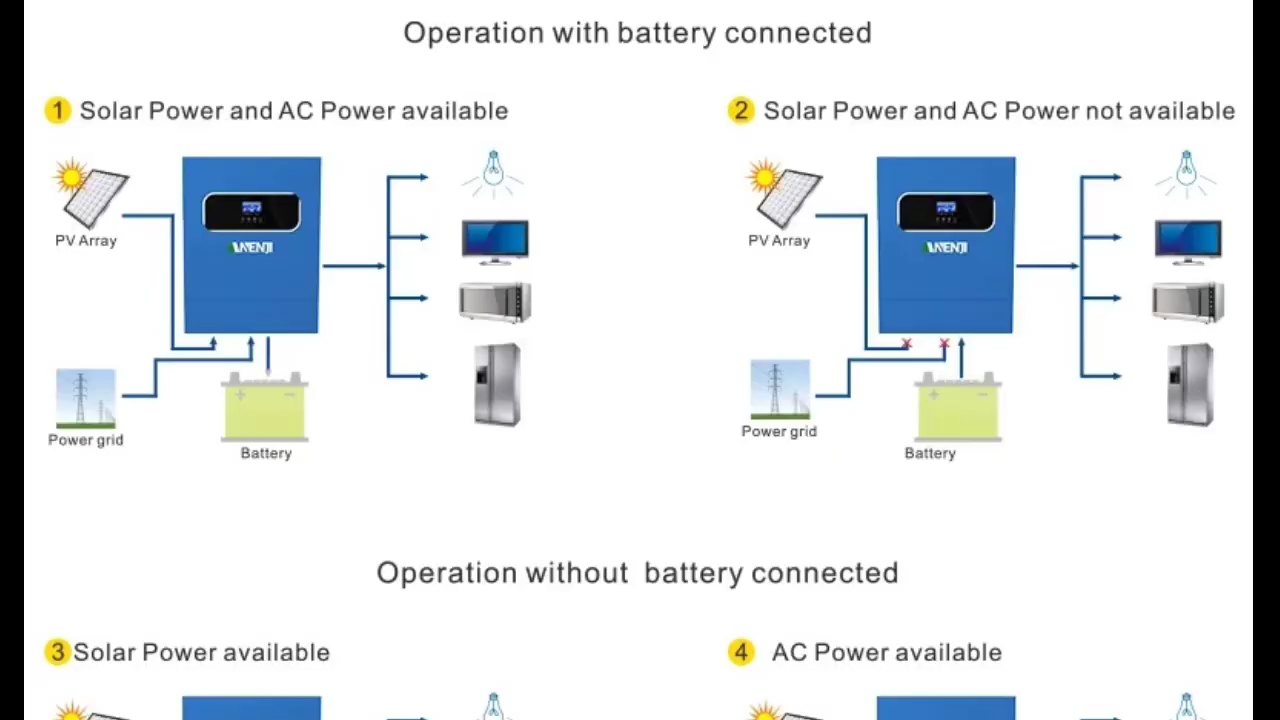 Operation with battery connected
1 Solar Power and AC Power available
2 Solar Power and AC Power not available
PV Array
PV Array
ANENJI
ANENJI
Power grid
Power grid
Battery
Battery
Operation without battery connected
3 Solar Power available
4 AC Power available